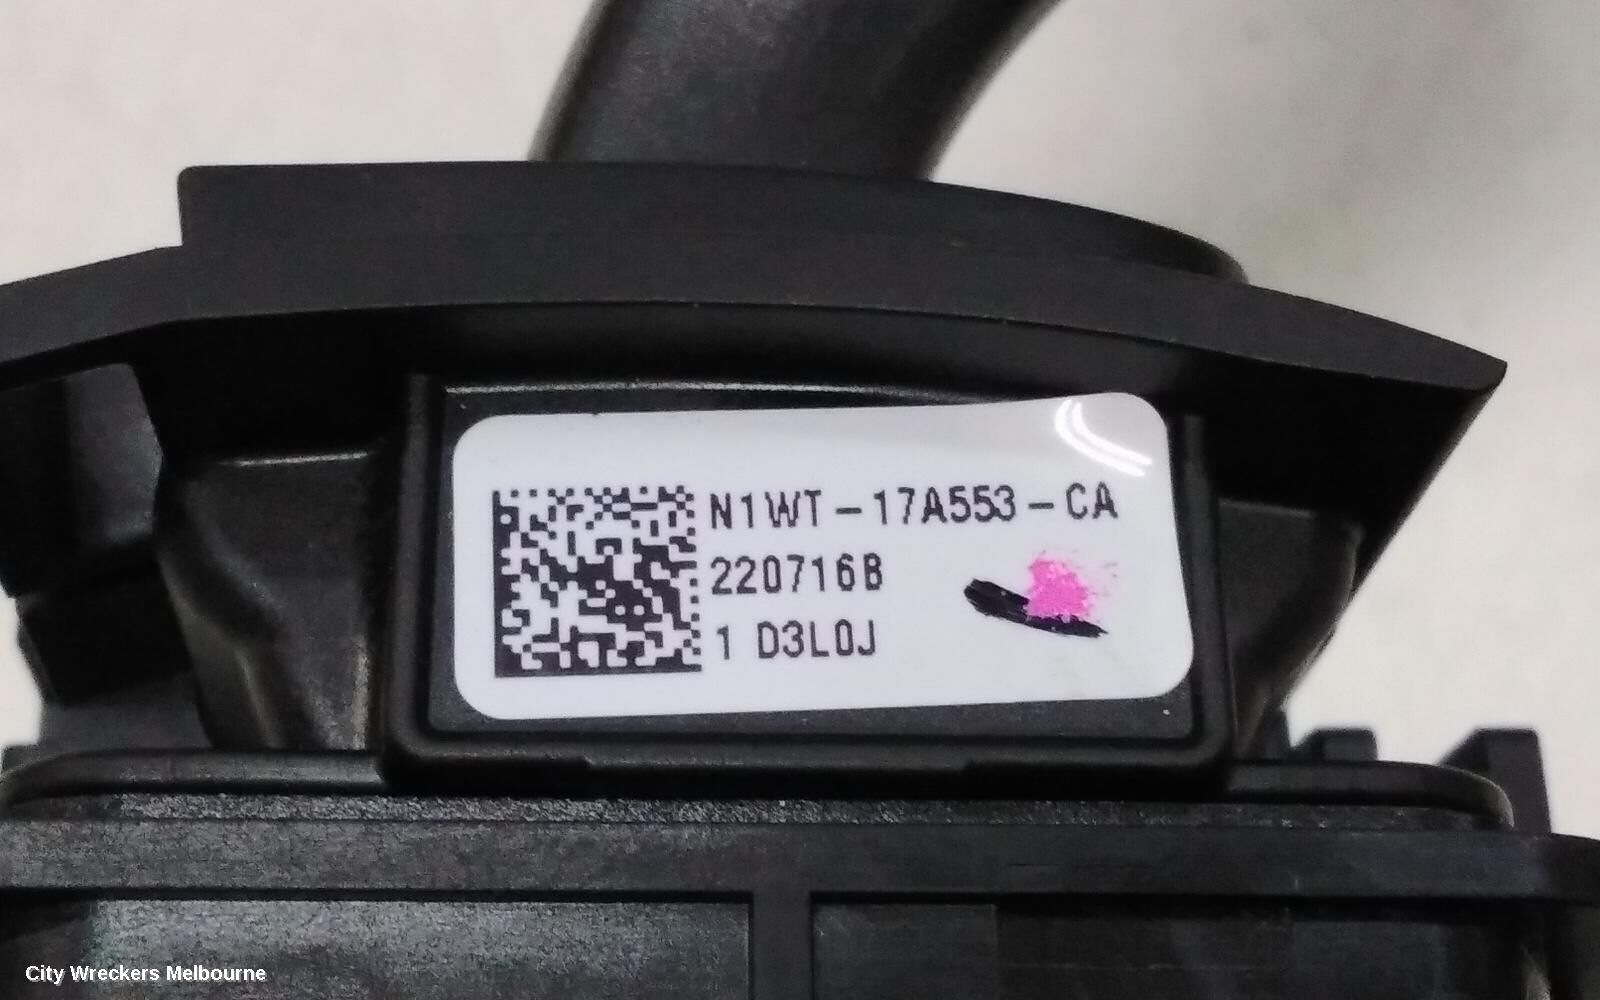 N1WT-17A553-CA
220716B
1 D3L0J
City Wreckers Melbourne